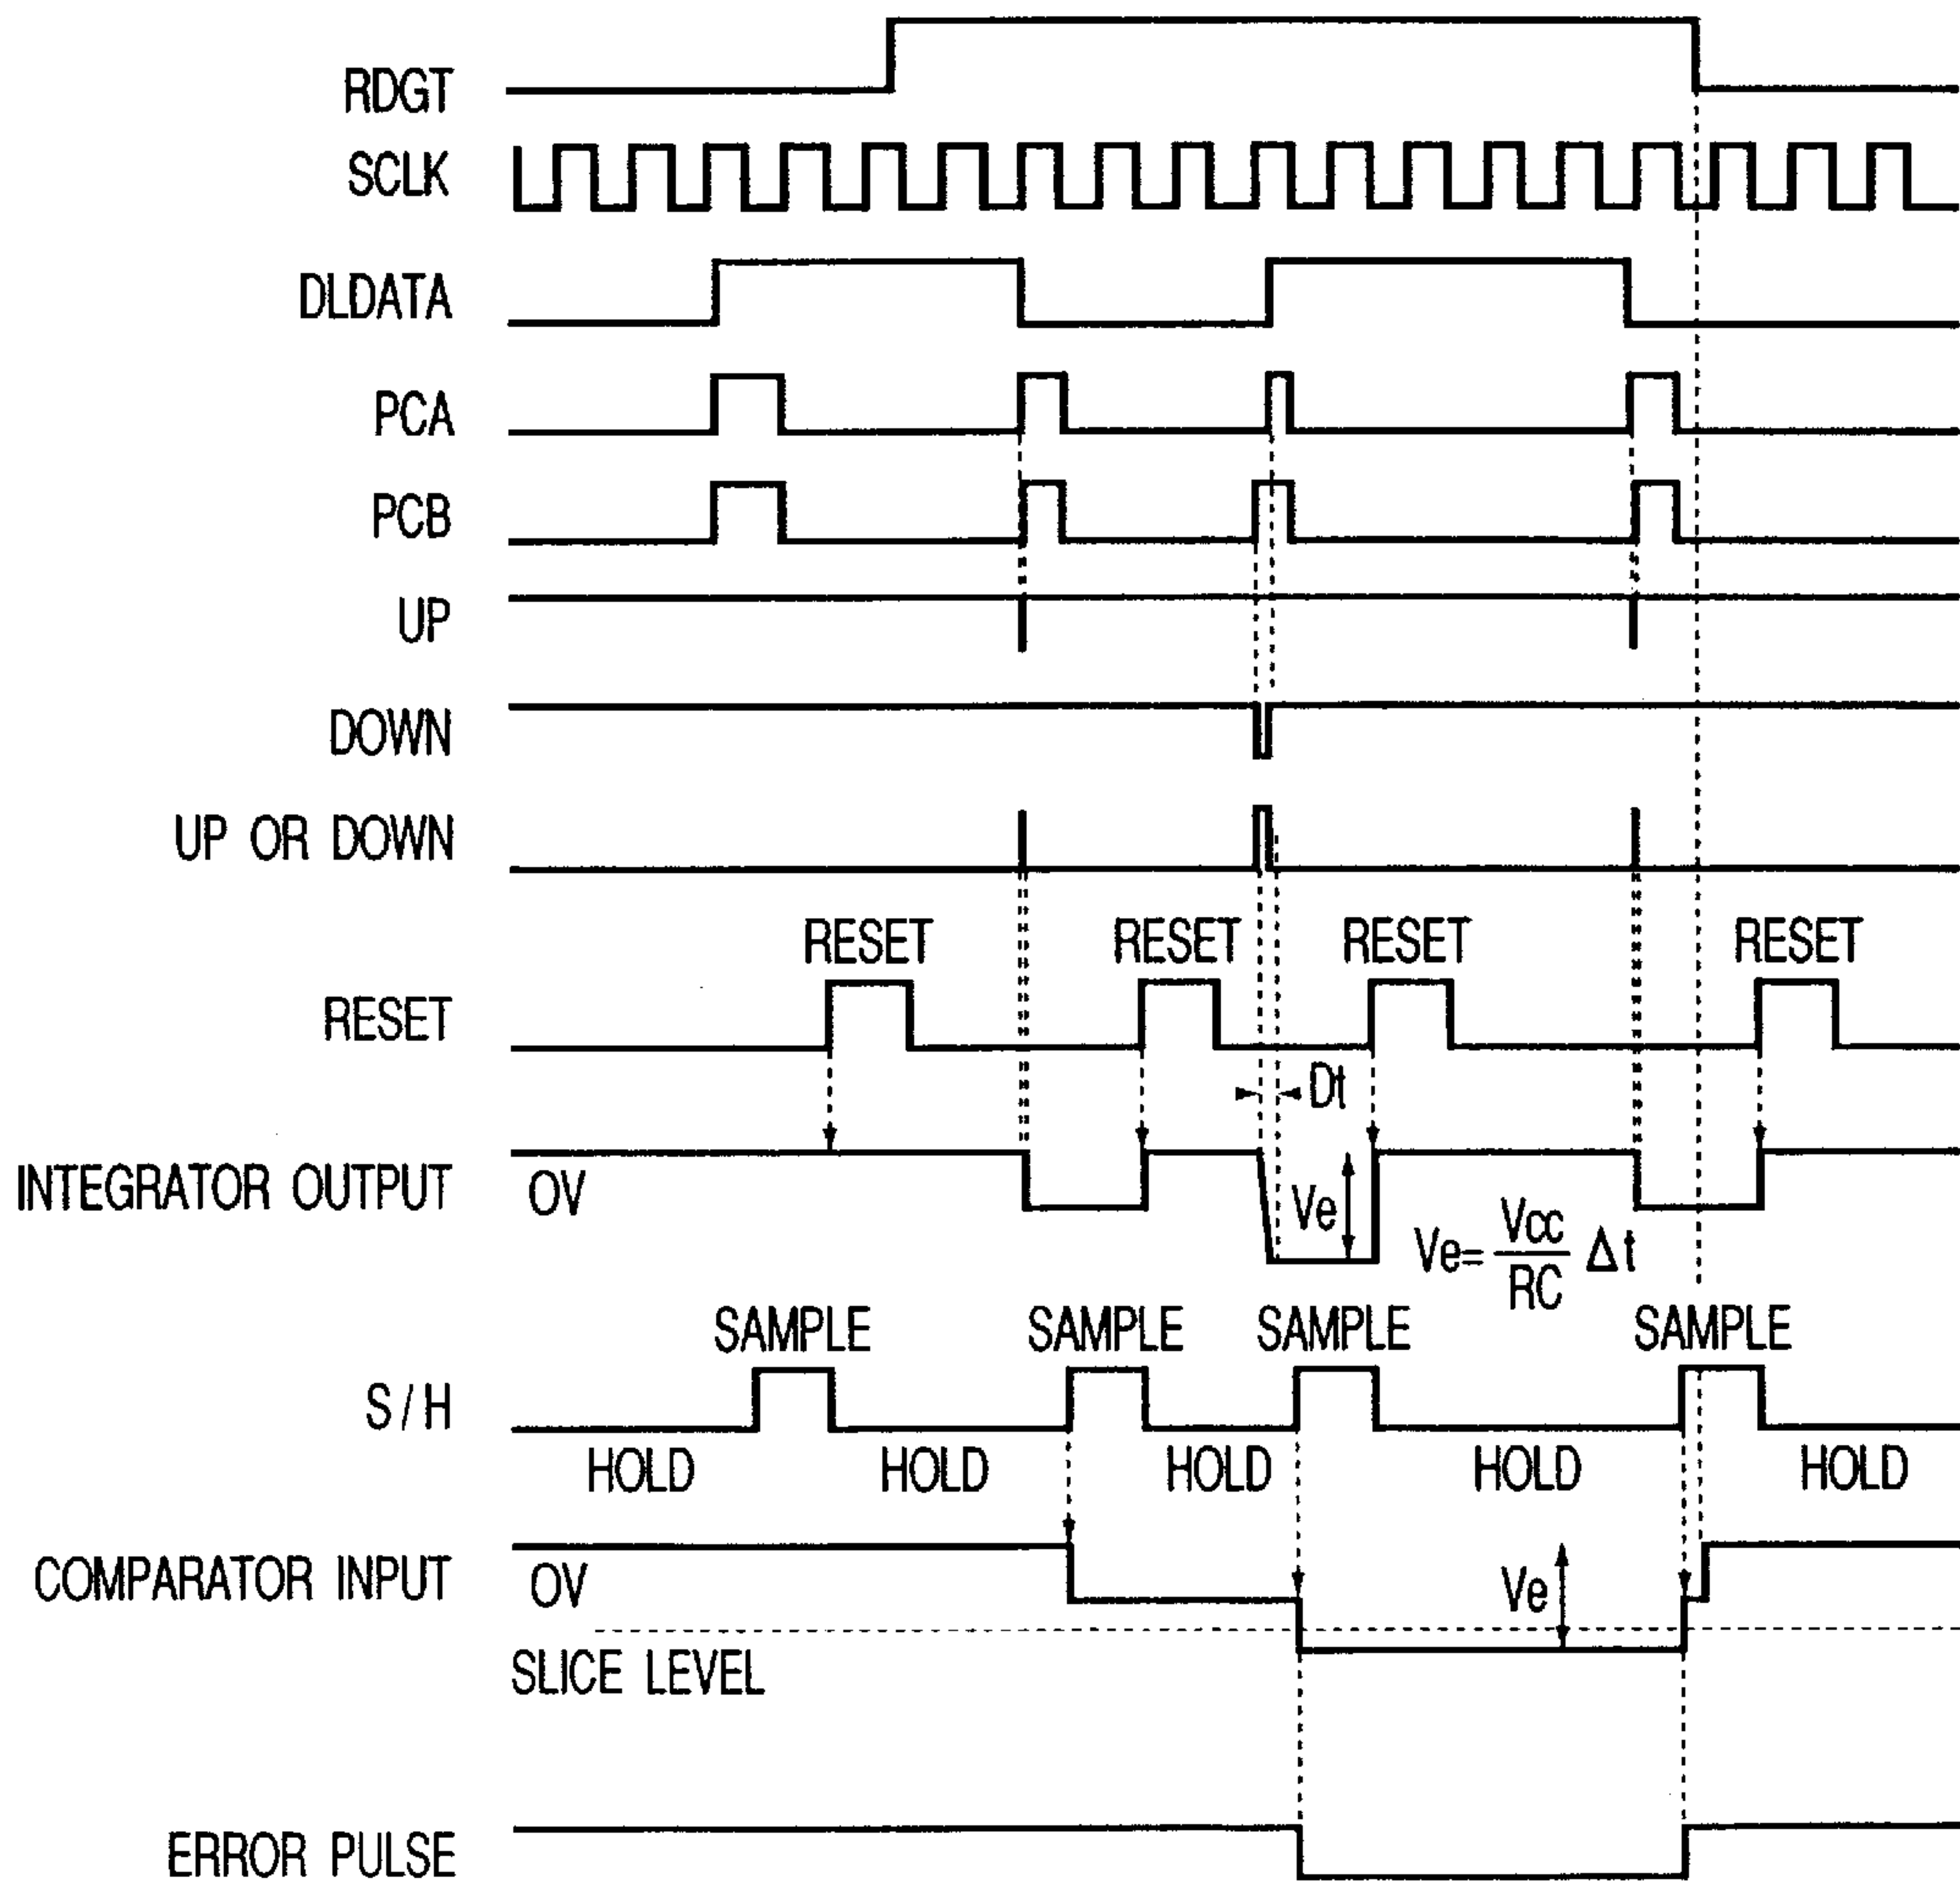 RDGT
SCLK
DLDATA
PCA
PCB
UP
DOWN
UP OR DOWN
RESET RESET RESET RESET
RESET
Dt
INTEGRATOR OUTPUT
OV
Ve
Ve= Vcc/RC Δt
SAMPLE SAMPLE SAMPLE SAMPLE
S/H
HOLD HOLD HOLD HOLD HOLD
COMPARATOR INPUT
OV
Ve
SLICE LEVEL
ERROR PULSE